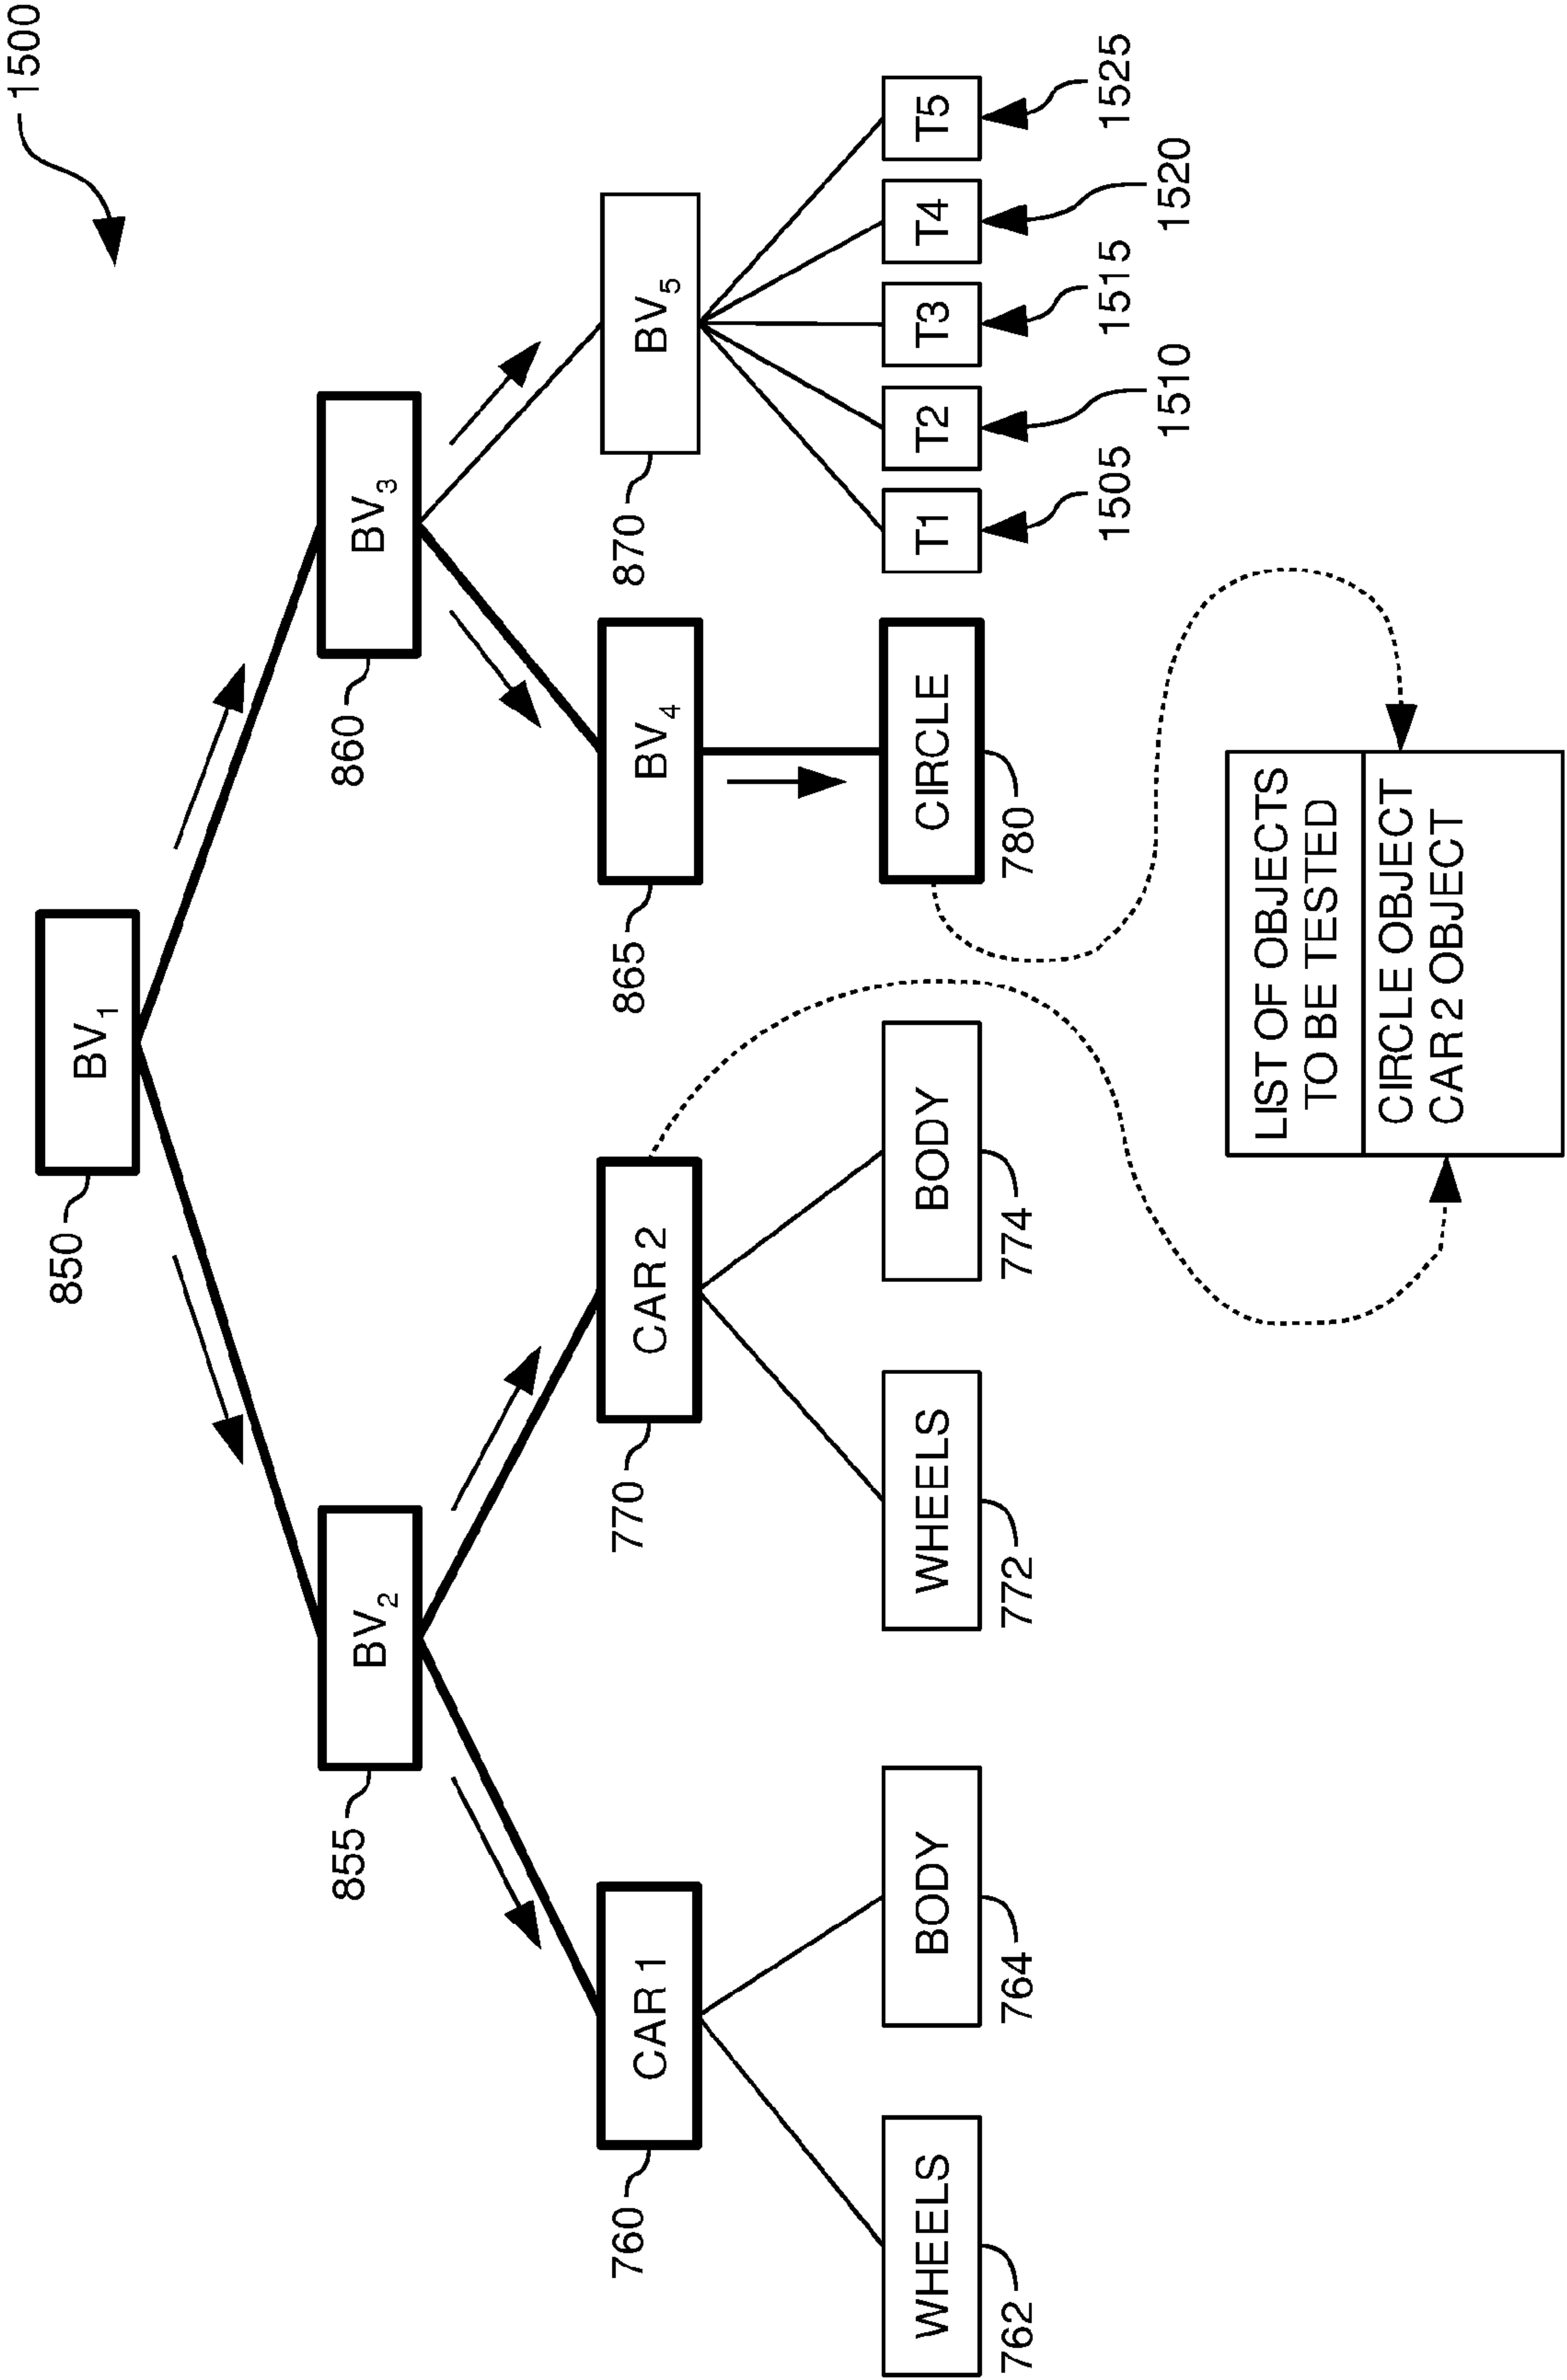 1500
BV1
850
BV2
855
BV3
860
CAR 1
760
CAR 2
770
BV4
865
BV5
870
WHEELS
762
BODY
764
WHEELS
772
BODY
774
CIRCLE
780
T1
T2
T3
T4
T5
1505
1510
1515
1520
1525
LIST OF OBJECTS
TO BE TESTED
CIRCLE OBJECT
CAR 2 OBJECT